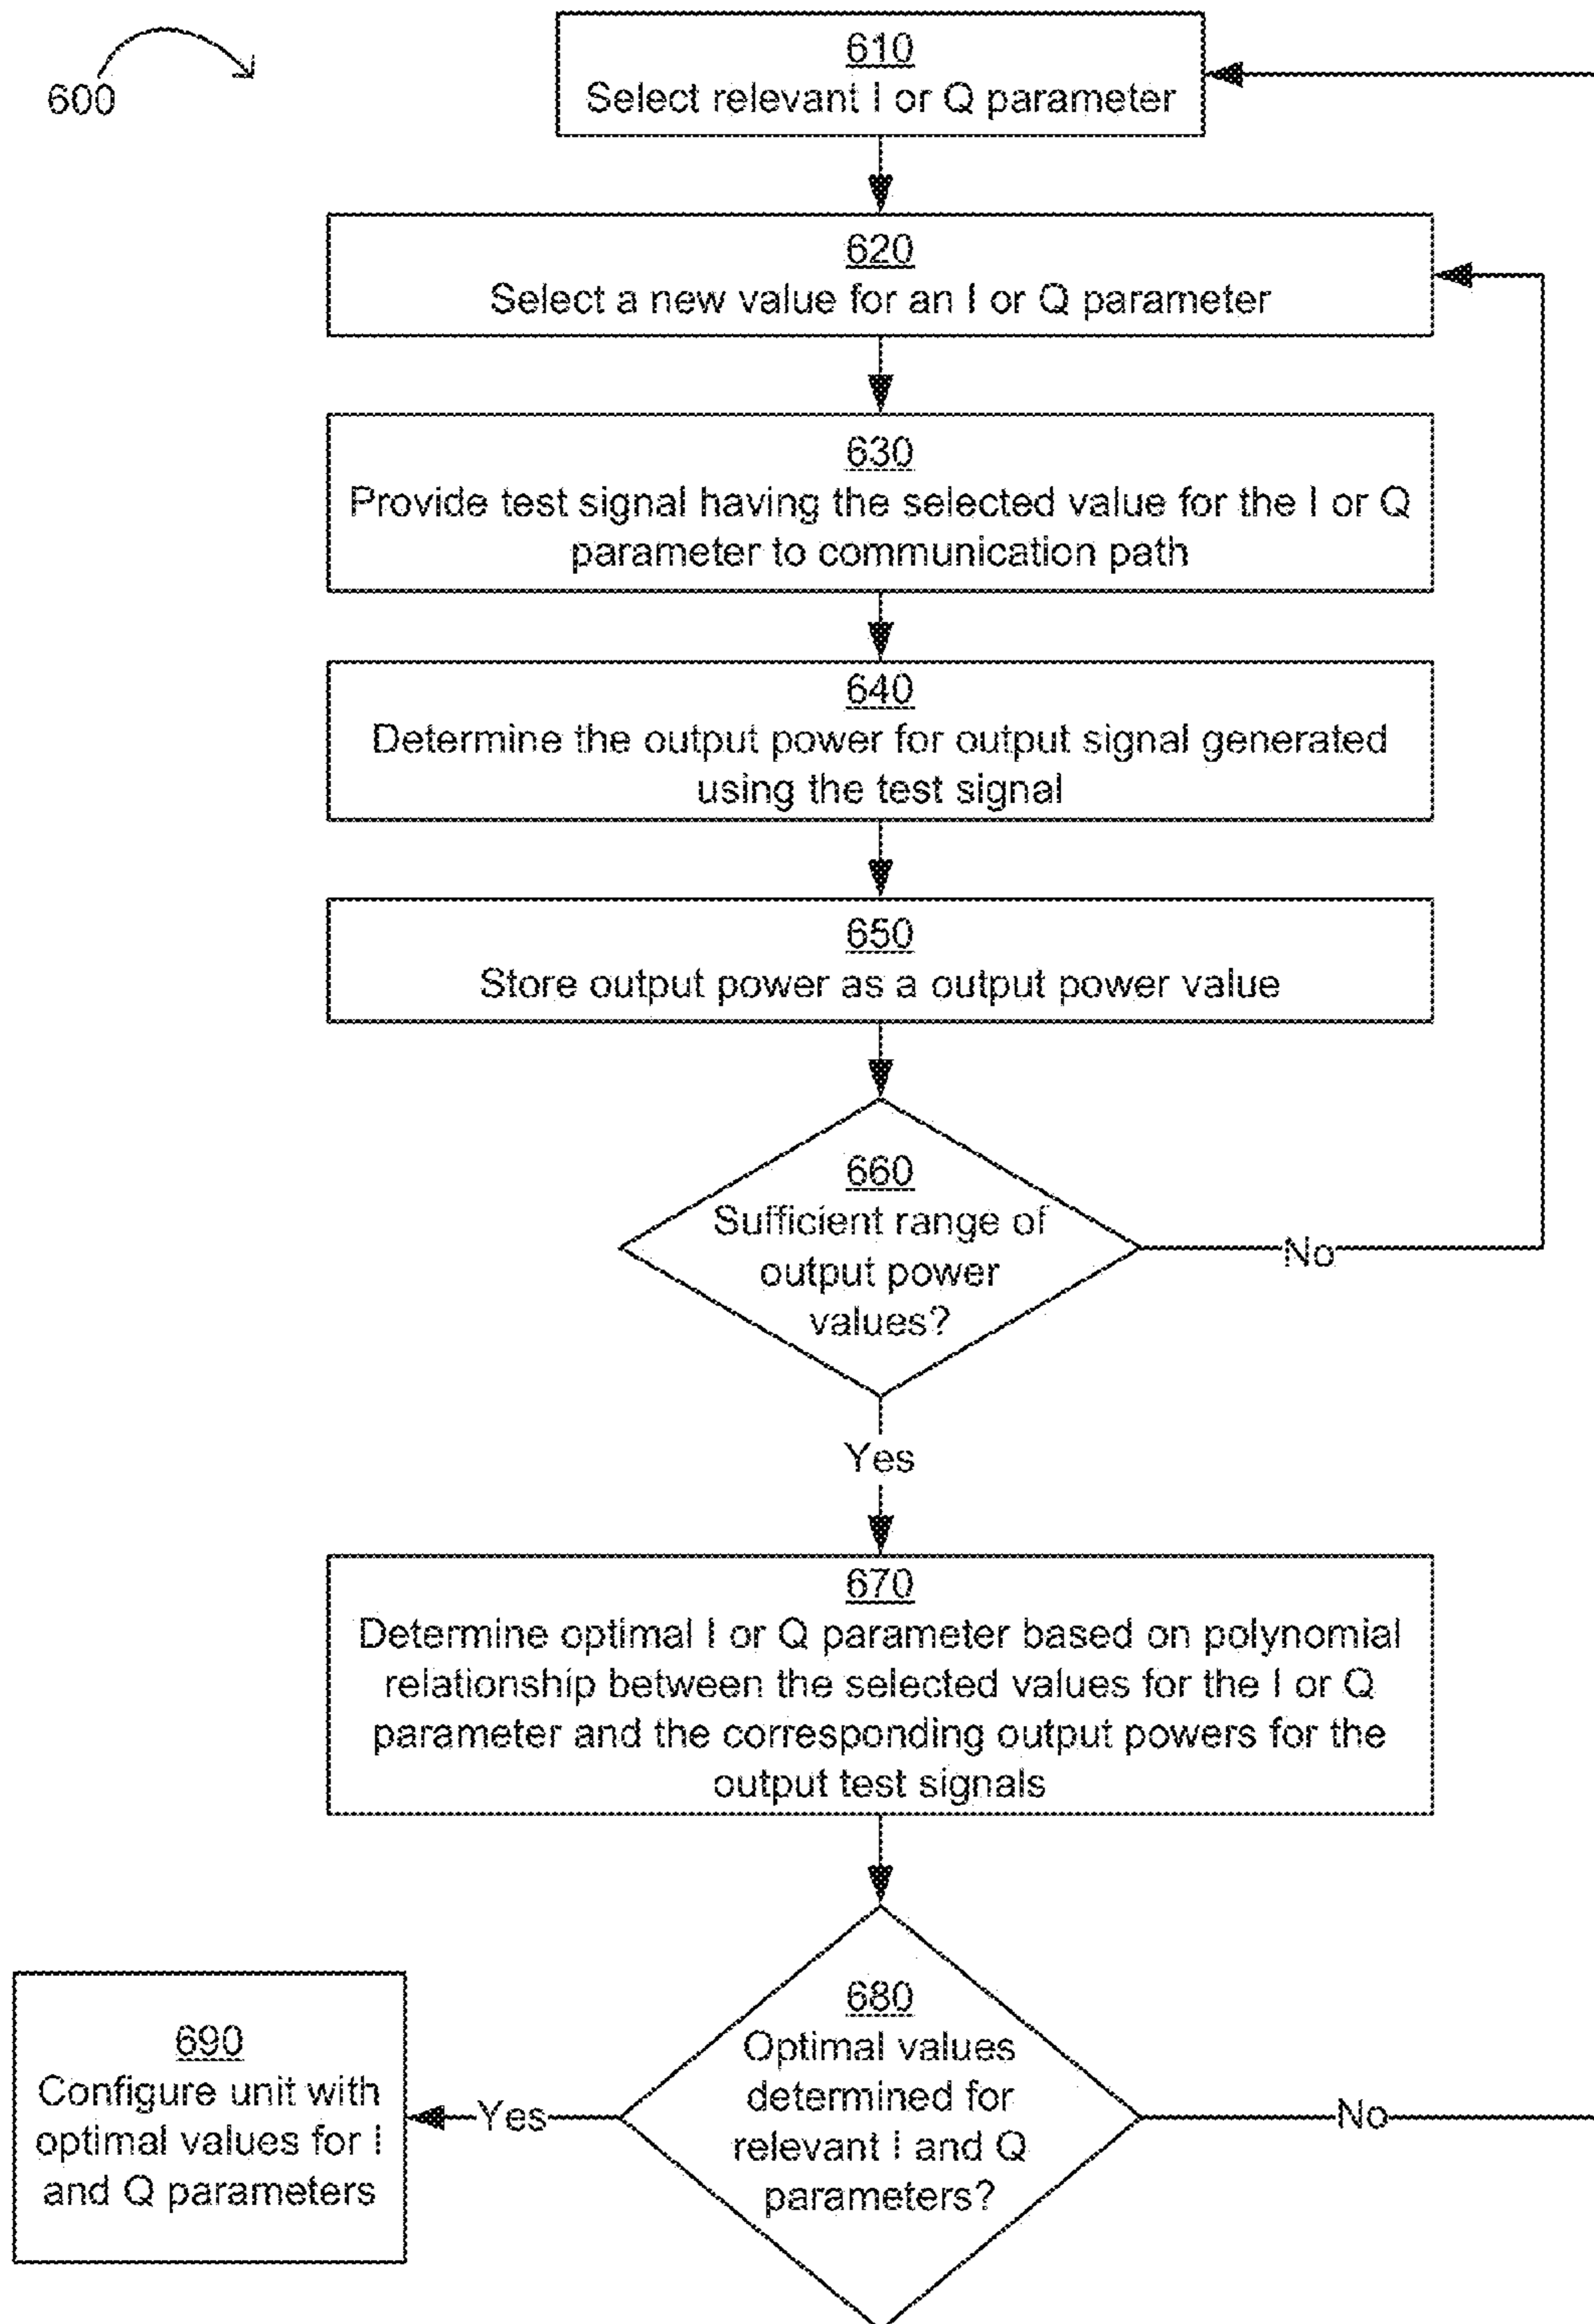 600
610
Select relevant I or Q parameter
620
Select a new value for an I or Q parameter
630
Provide test signal having the selected value for the I or Q
parameter to communication path
640
Determine the output power for output signal generated
using the test signal
650
Store output power as a output power value
660
Sufficient range of
output power
values?
No
Yes
670
Determine optimal I or Q parameter based on polynomial
relationship between the selected values for the I or Q
parameter and the corresponding output powers for the
output test signals
680
Optimal values
determined for
relevant I and Q
parameters?
No
Yes
690
Configure unit with
optimal values for I
and Q parameters